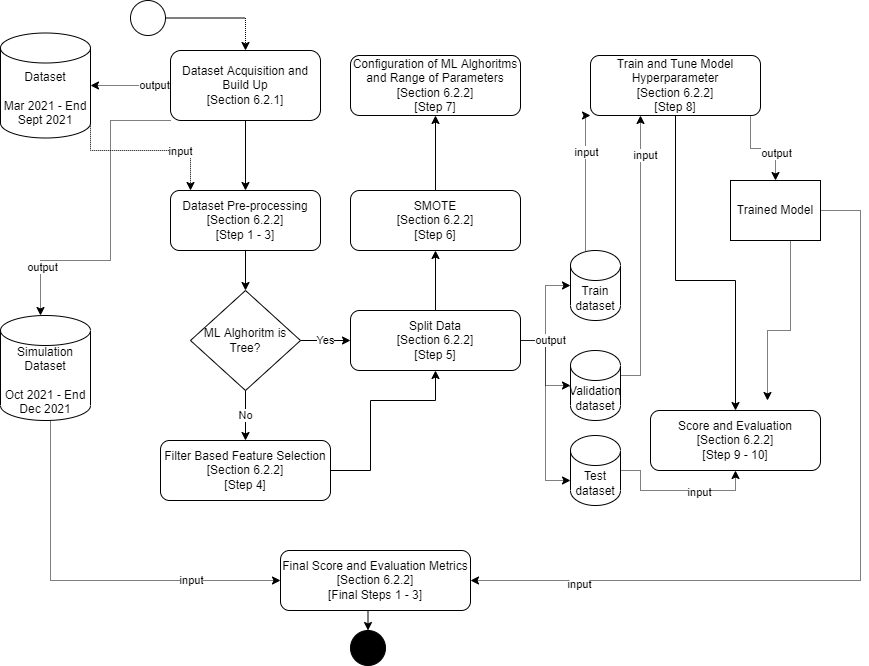 Dataset
Mar 2021 - End
Sept 2021
output
Dataset Acquisition and
Build Up
[Section 6.2.1]
input
Dataset Pre-processing
[Section 6.2.2]
[Step 1 - 3]
output
Simulation
Dataset
Oct 2021 - End
Dec 2021
ML Alghoritm is
Tree?
Yes
No
Filter Based Feature Selection
[Section 6.2.2]
[Step 4]
Split Data
[Section 6.2.2]
[Step 5]
SMOTE
[Section 6.2.2]
[Step 6]
Configuration of ML Alghoritms
and Range of Parameters
[Section 6.2.2]
[Step 7]
output
Train
dataset
Validation
dataset
Test
dataset
input
input
input
Train and Tune Model
Hyperparameter
[Section 6.2.2]
[Step 8]
output
Trained Model
Score and Evaluation
[Section 6.2.2]
[Step 9 - 10]
input
input
Final Score and Evaluation Metrics
[Section 6.2.2]
[Final Steps 1 - 3]